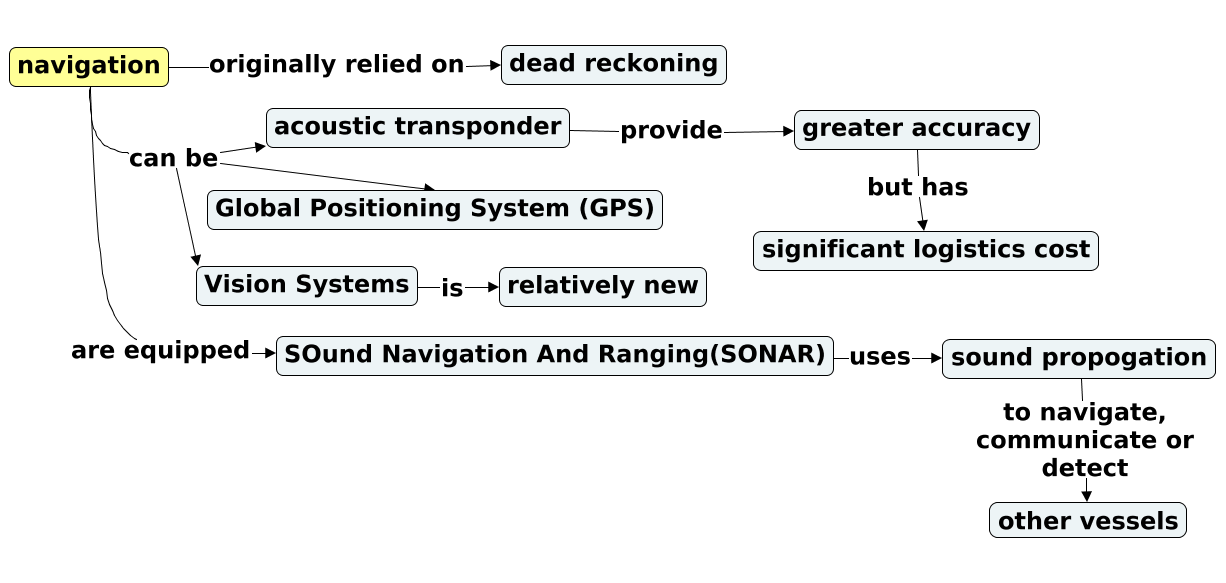 navigation originally relied on dead reckoning
acoustic transponder provide greater accuracy
can be
but has
Global Positioning System (GPS)
significant logistics cost
Vision Systems is relatively new
are equipped SOund Navigation And Ranging(SONAR) uses sound propogation
to navigate,
communicate or
detect
other vessels